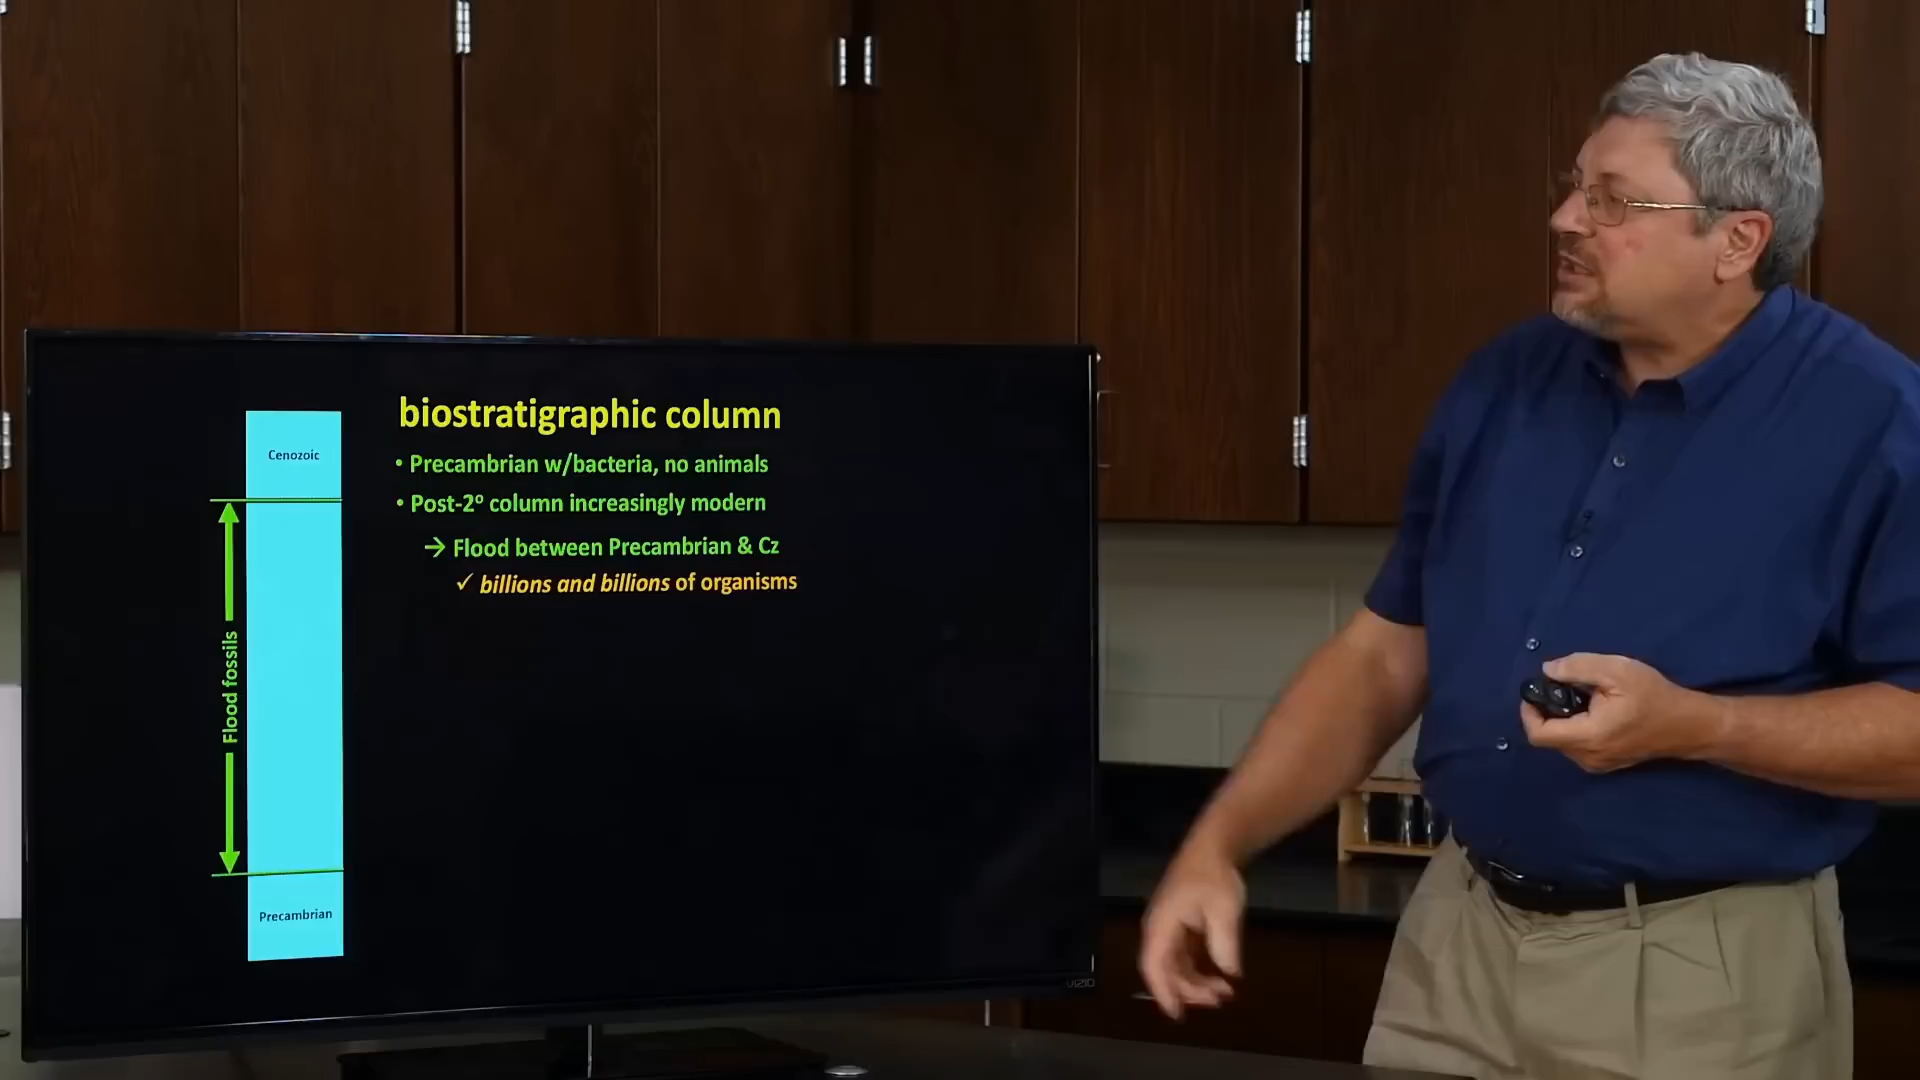 biostratigraphic column
• Precambrian w/bacteria, no animals
• Post-2º column increasingly modern
→ Flood between Precambrian & Cz
✓ billions and billions of organisms
Cenozoic
Flood fossils
Precambrian
VIZIO